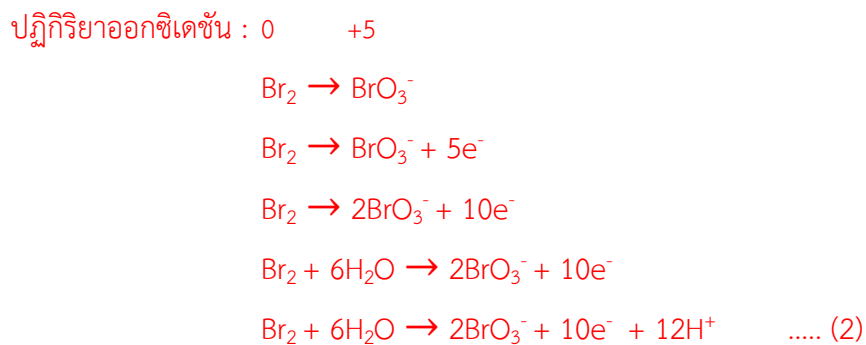 ปฏิกิริยาออกซิเดชัน : 0 +5
Br₂ → BrO₃⁻
Br₂ → BrO₃⁻ + 5e⁻
Br₂ → 2BrO₃⁻ + 10e⁻
Br₂ + 6H₂O → 2BrO₃⁻ + 10e⁻
Br₂ + 6H₂O → 2BrO₃⁻ + 10e⁻ + 12H⁺ ..... (2)